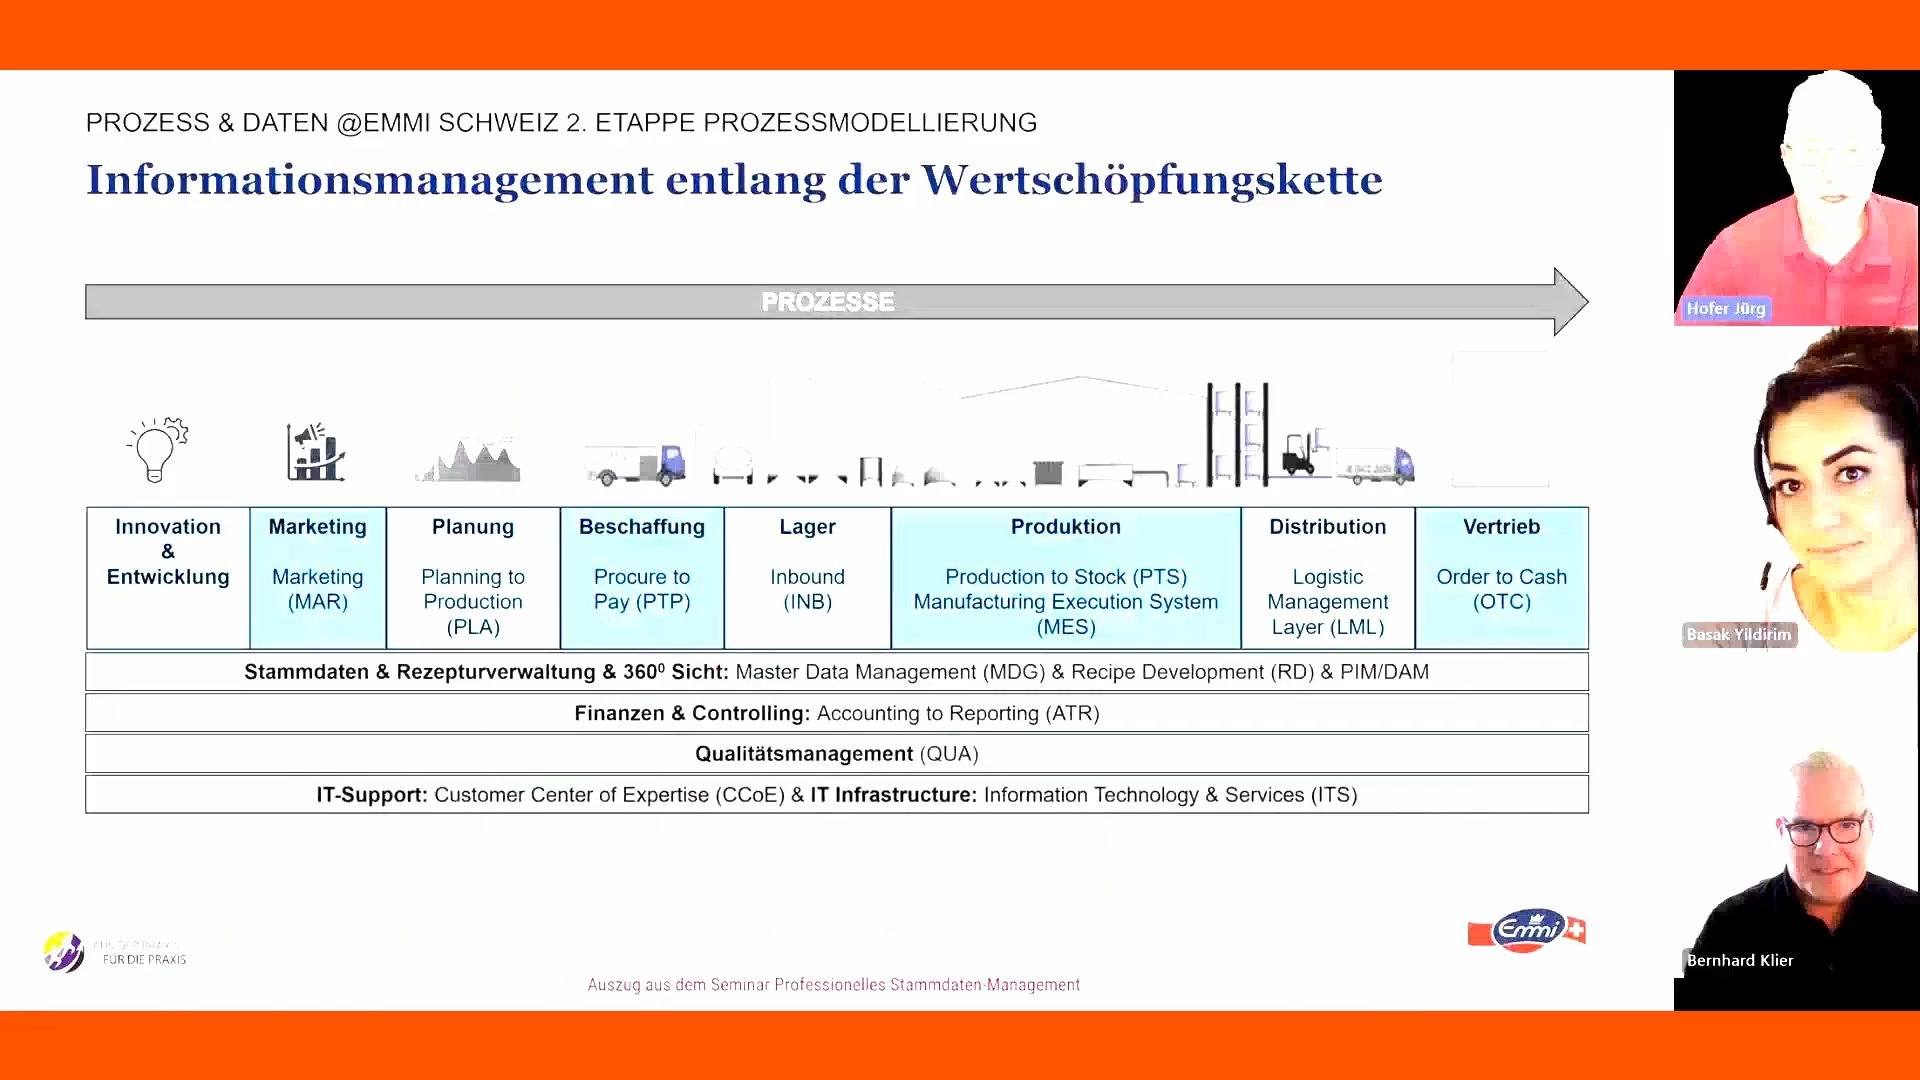 PROZESS & DATEN @EMMI SCHWEIZ 2. ETAPPE PROZESSMODELLIERUNG
Informationsmanagement entlang der Wertschöpfungskette
PROZESSE
Innovation
&
Entwicklung
Marketing
Marketing
(MAR)
Planung
Planning to
Production
(PLA)
Beschaffung
Procure to
Pay (PTP)
Lager
Inbound
(INB)
Produktion
Production to Stock (PTS)
Manufacturing Execution System
(MES)
Distribution
Logistic
Management
Layer (LML)
Vertrieb
Order to Cash
(OTC)
Stammdaten & Rezepturverwaltung & 360⁰ Sicht: Master Data Management (MDG) & Recipe Development (RD) & PIM/DAM
Finanzen & Controlling: Accounting to Reporting (ATR)
Qualitätsmanagement (QUA)
IT-Support: Customer Center of Expertise (CCoE) & IT Infrastructure: Information Technology & Services (ITS)
AUS DER PRAXIS
FÜR DIE PRAXIS
Emmi
Auszug aus dem Seminar Professionelles Stammdaten-Management
Hofer Jürg
Basak Yildirim
Bernhard Klier